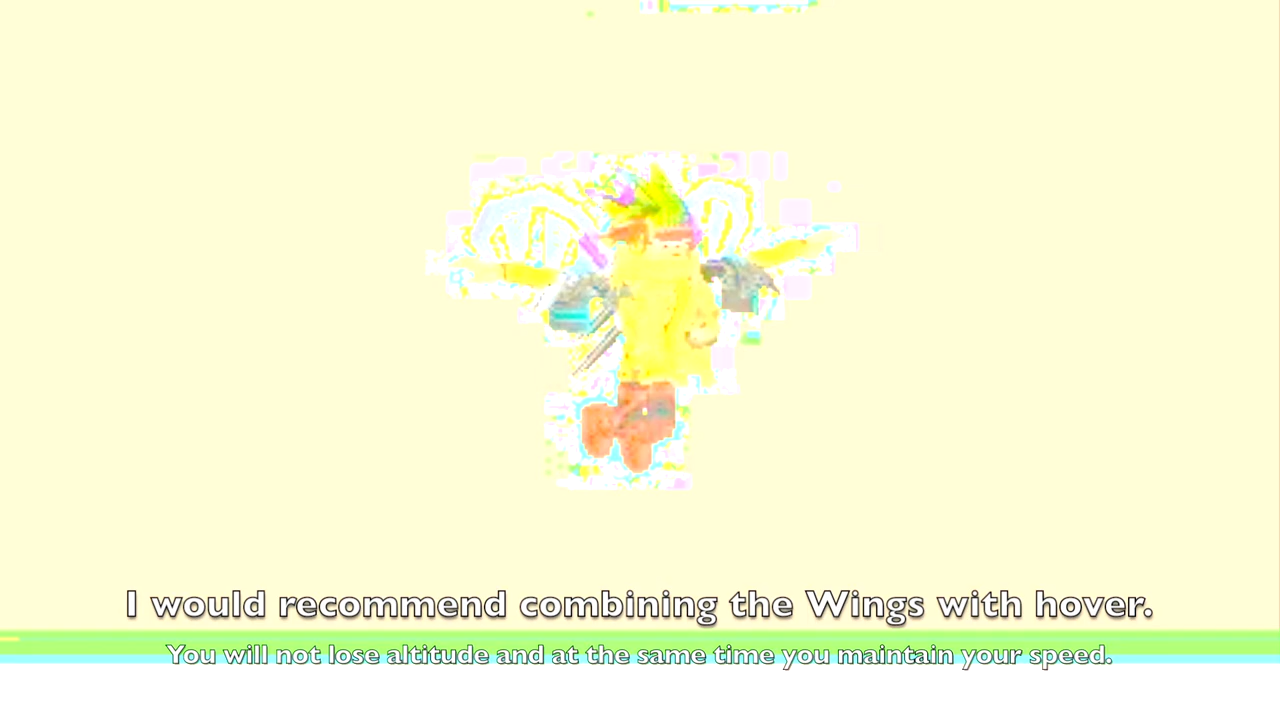 I would recommend combining the Wings with hover.
You will not lose altitude and at the same time you maintain your speed.